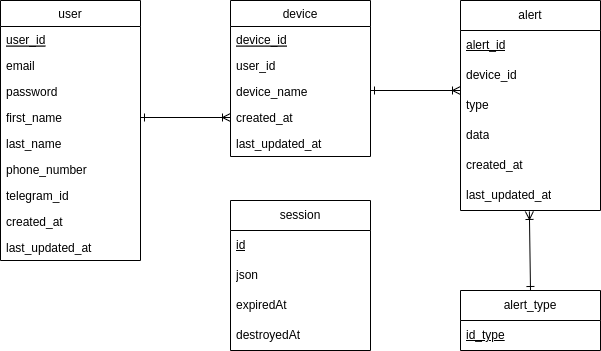 user
user_id
email
password
first_name
last_name
phone_number
telegram_id
created_at
last_updated_at
device
device_id
user_id
device_name
created_at
last_updated_at
alert
alert_id
device_id
type
data
created_at
last_updated_at
session
id
json
expiredAt
destroyedAt
alert_type
id_type